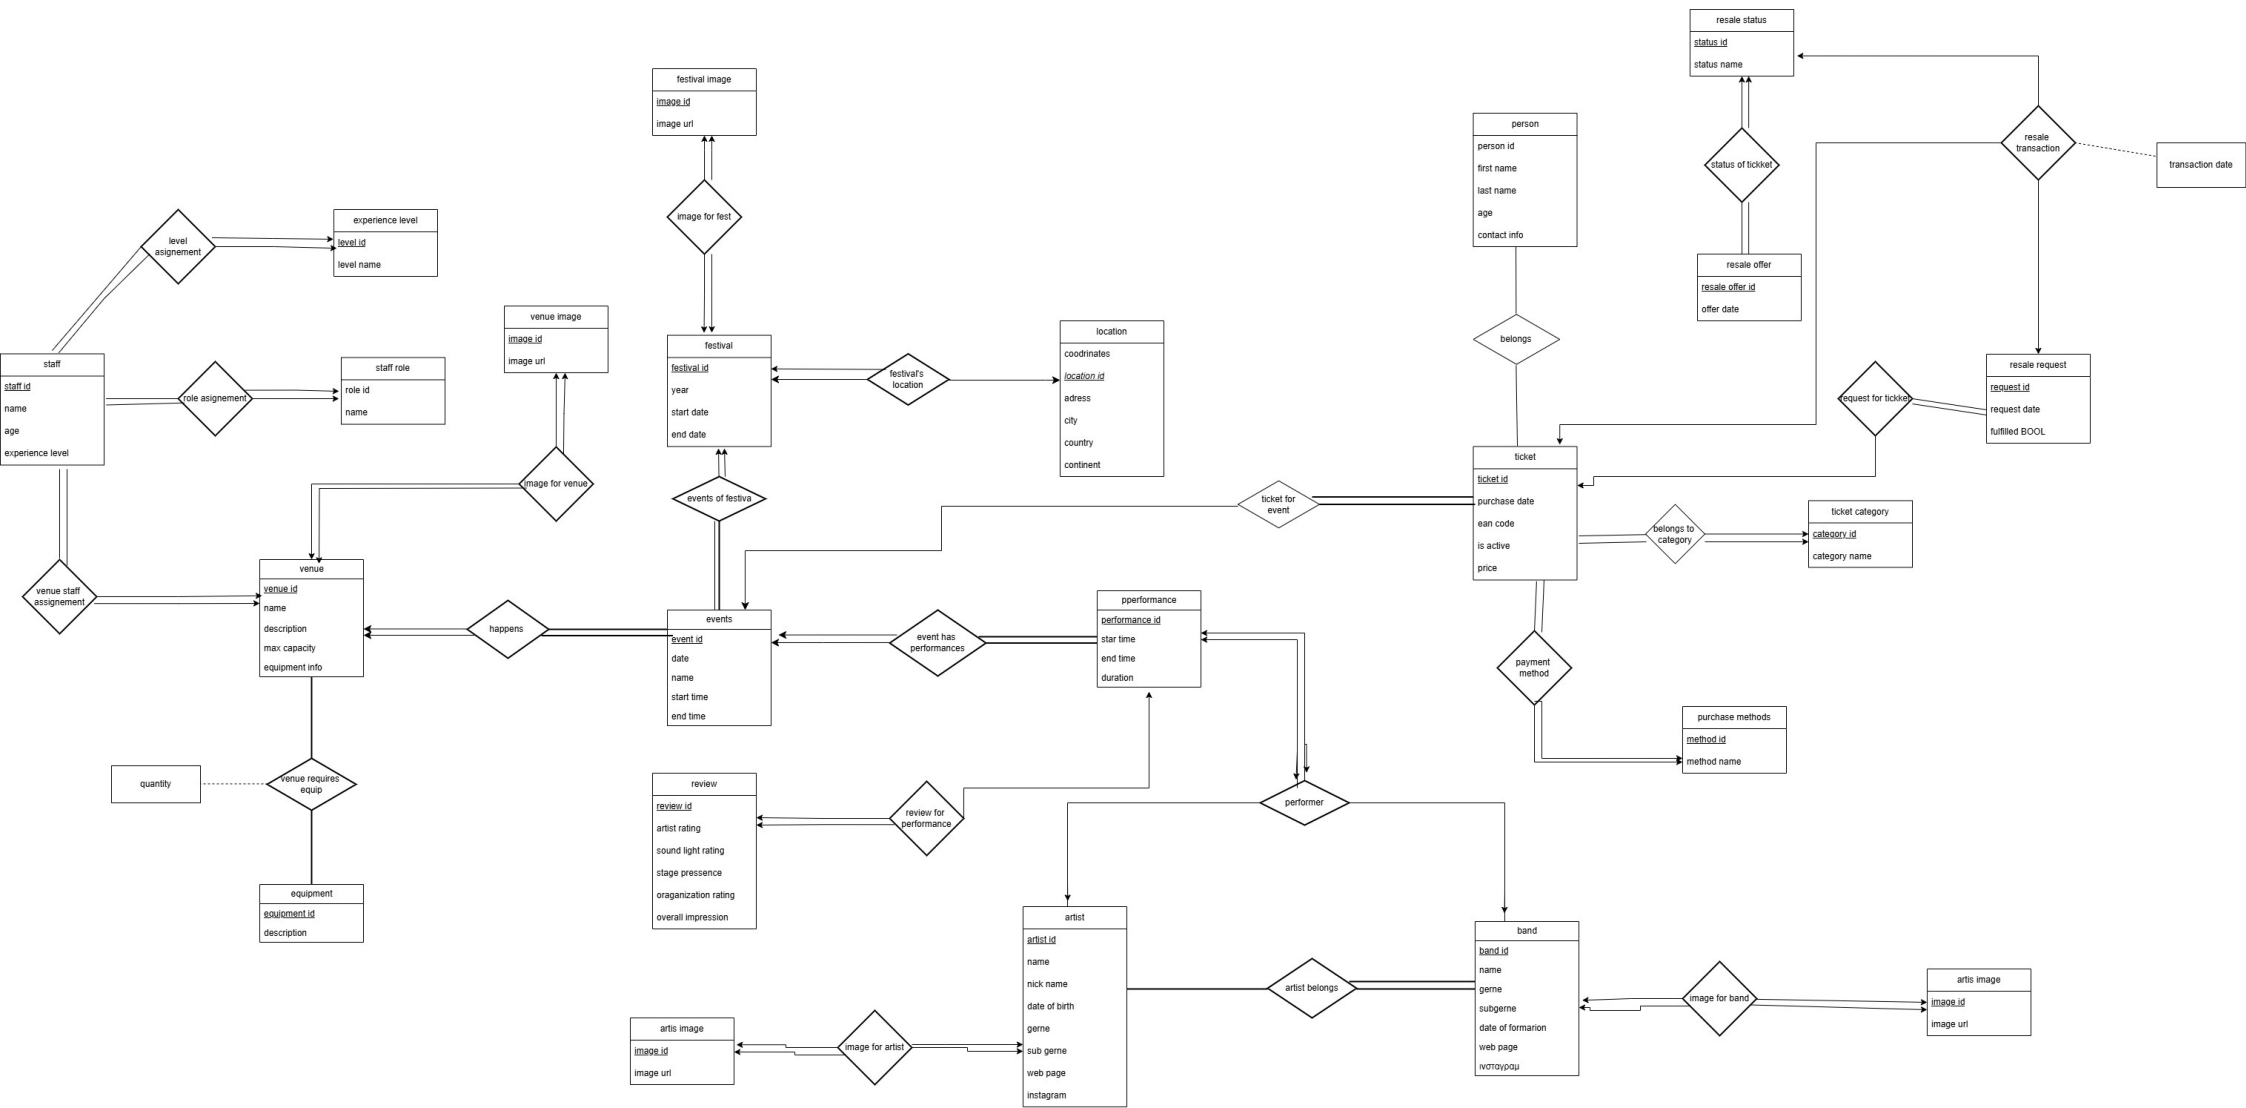 resale status
status id
status name
festival image
image id
image url
person
person id
first name
last name
age
contact info
resale
transaction
transaction date
status of tickket
image for fest
level
asignement
experience level
level id
level name
resale offer
resale offer id
offer date
venue image
image id
image url
location
coodrinates
location id
adress
city
country
continent
festival
festival id
year
start date
end date
festival's
location
belongs
staff
staff id
name
age
experience level
role asignement
staff role
role id
name
resale request
request id
request date
fulfilled BOOL
request for tickket
image for venue
events of festiva
ticket for
event
ticket
ticket id
purchase date
ean code
is active
price
belongs to
category
ticket category
category id
category name
venue staff
assignement
venue
venue id
name
description
max capacity
equipment info
happens
events
event id
date
name
start time
end time
event has
performances
pperformance
performance id
star time
end time
duration
payment
method
purchase methods
method id
method name
quantity
venue requires
equip
review
review id
artist rating
sound light rating
stage pressence
oraganization rating
overall impression
review for
performance
performer
equipment
equipment id
description
artist
artist id
name
nick name
date of birth
gerne
sub gerne
web page
instagram
artist belongs
band
band id
name
gerne
subgerne
date of formarion
web page
ινσταγραμ
image for band
artis image
image id
image url
artis image
image id
image url
image for artist